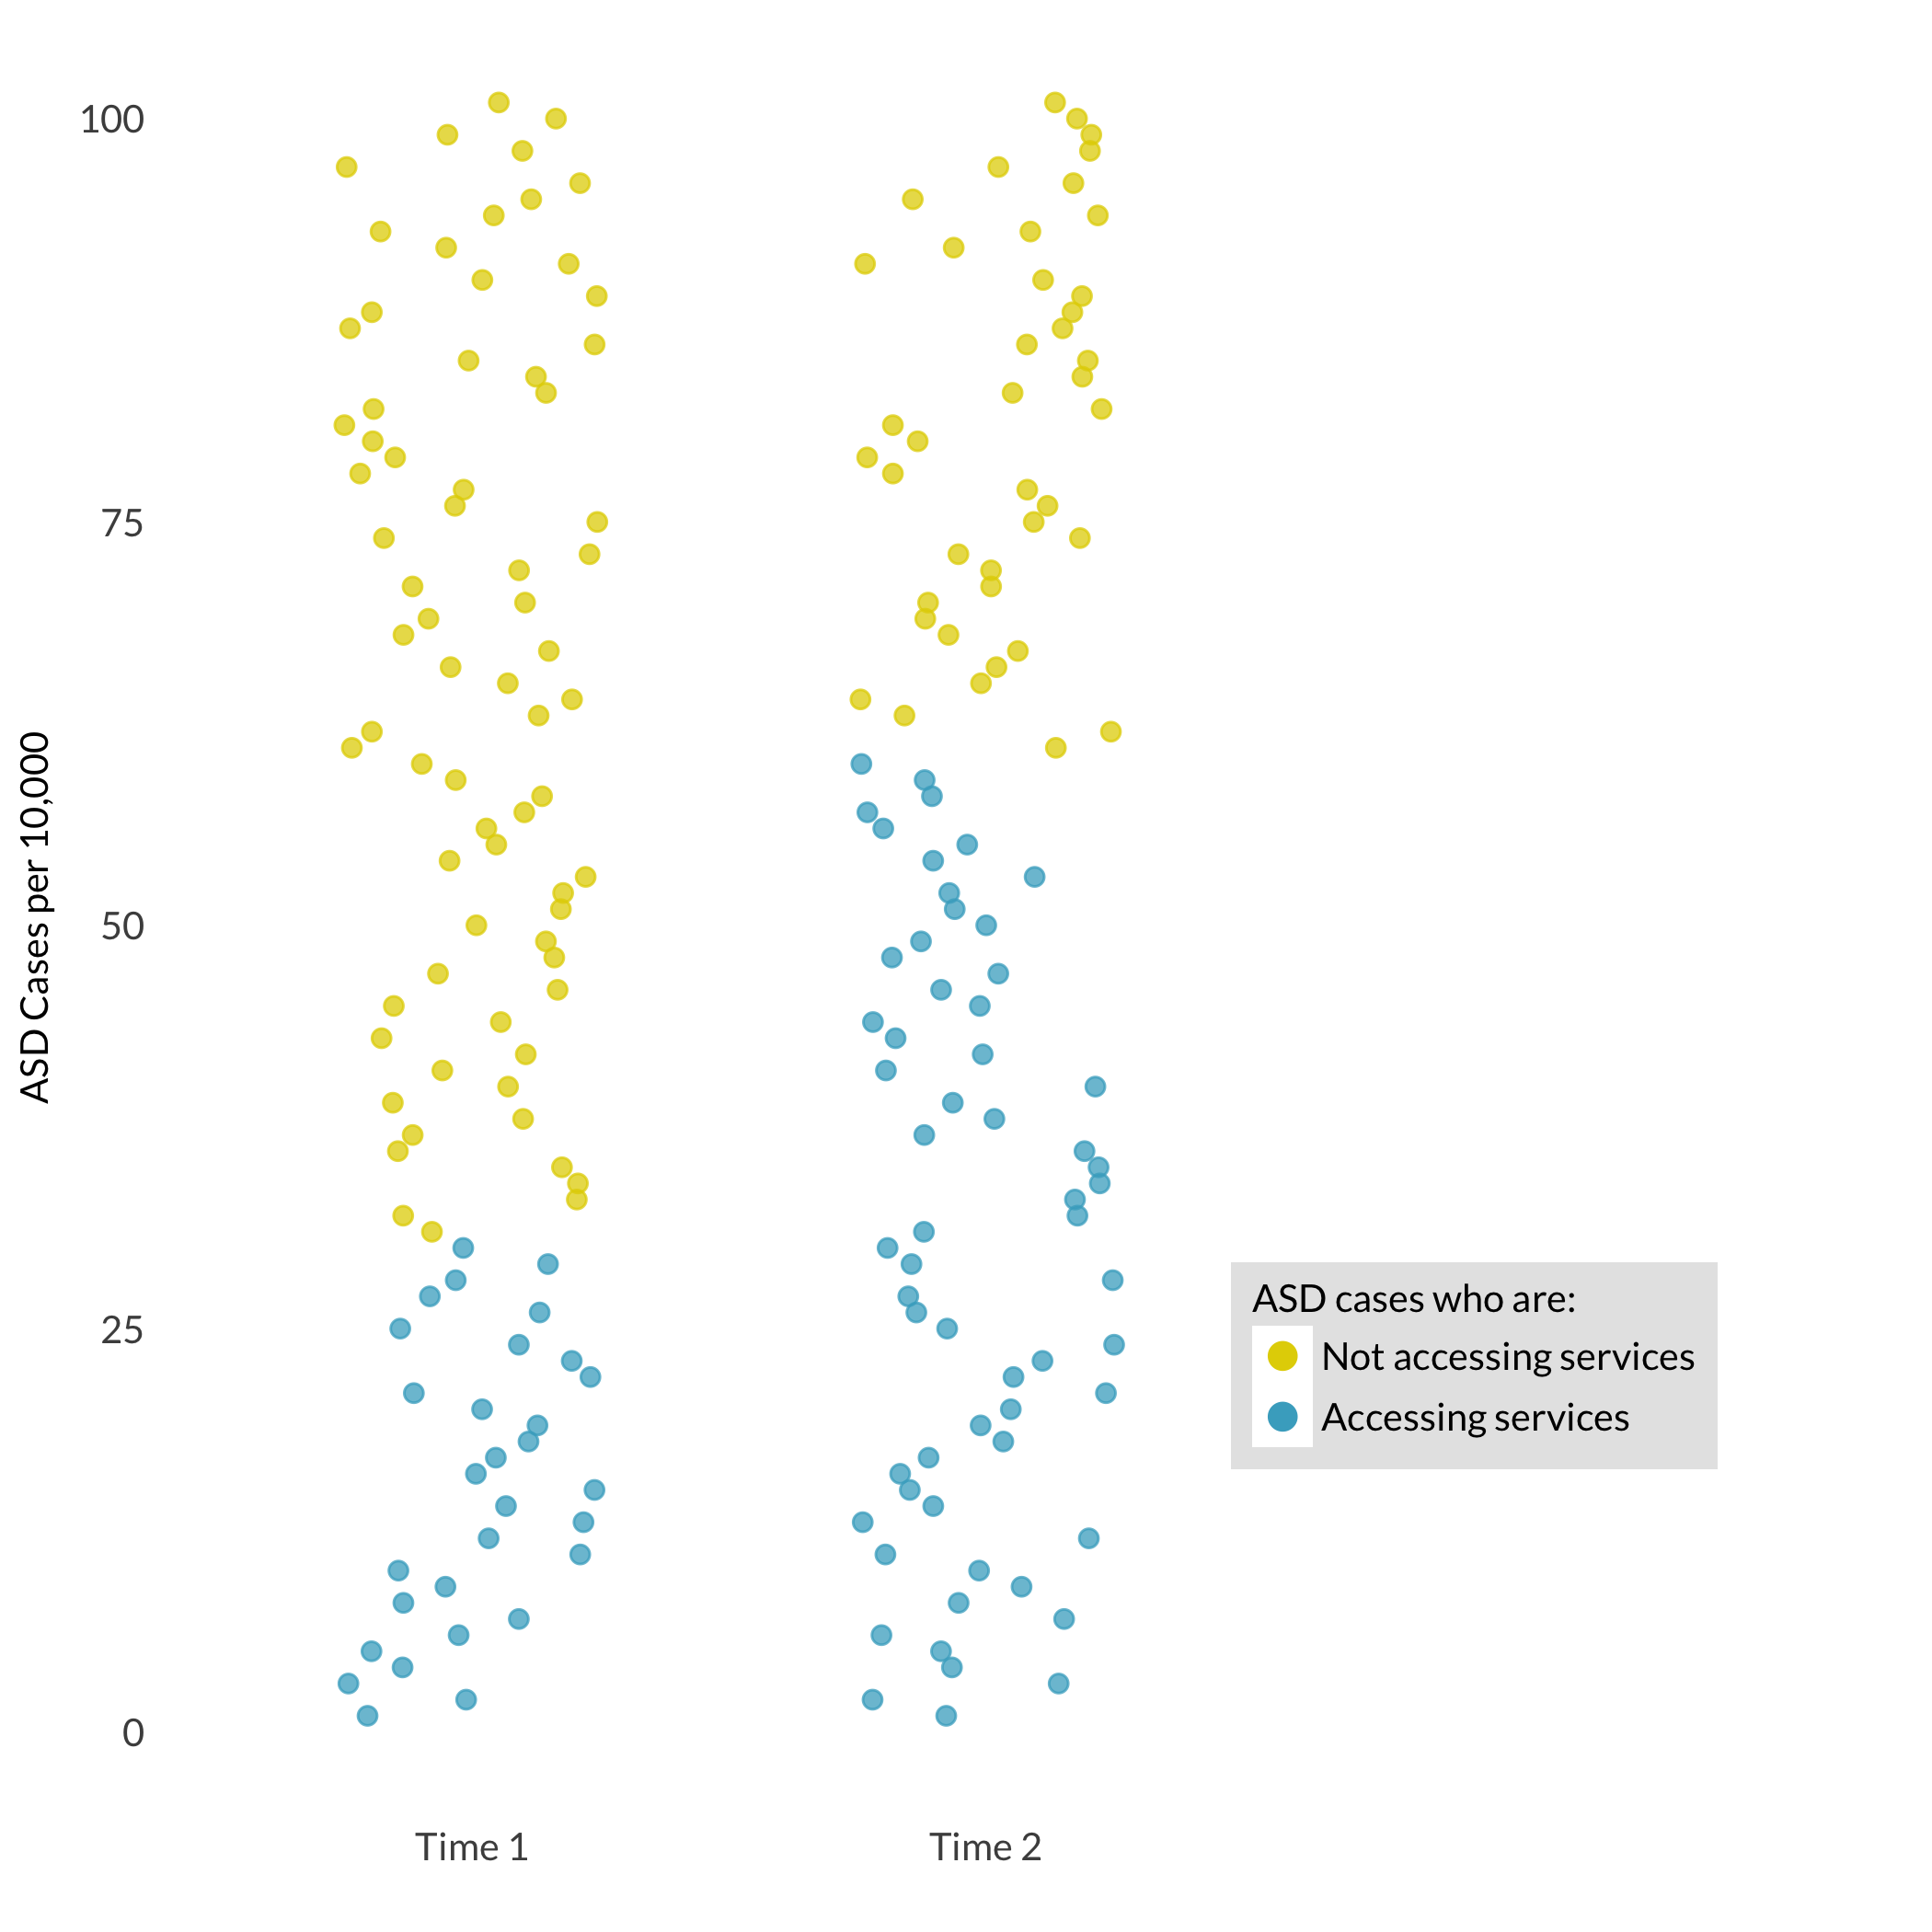 100
75
50
25
0
ASD Cases per 10,000
Time 1
Time 2
ASD cases who are:
Not accessing services
Accessing services